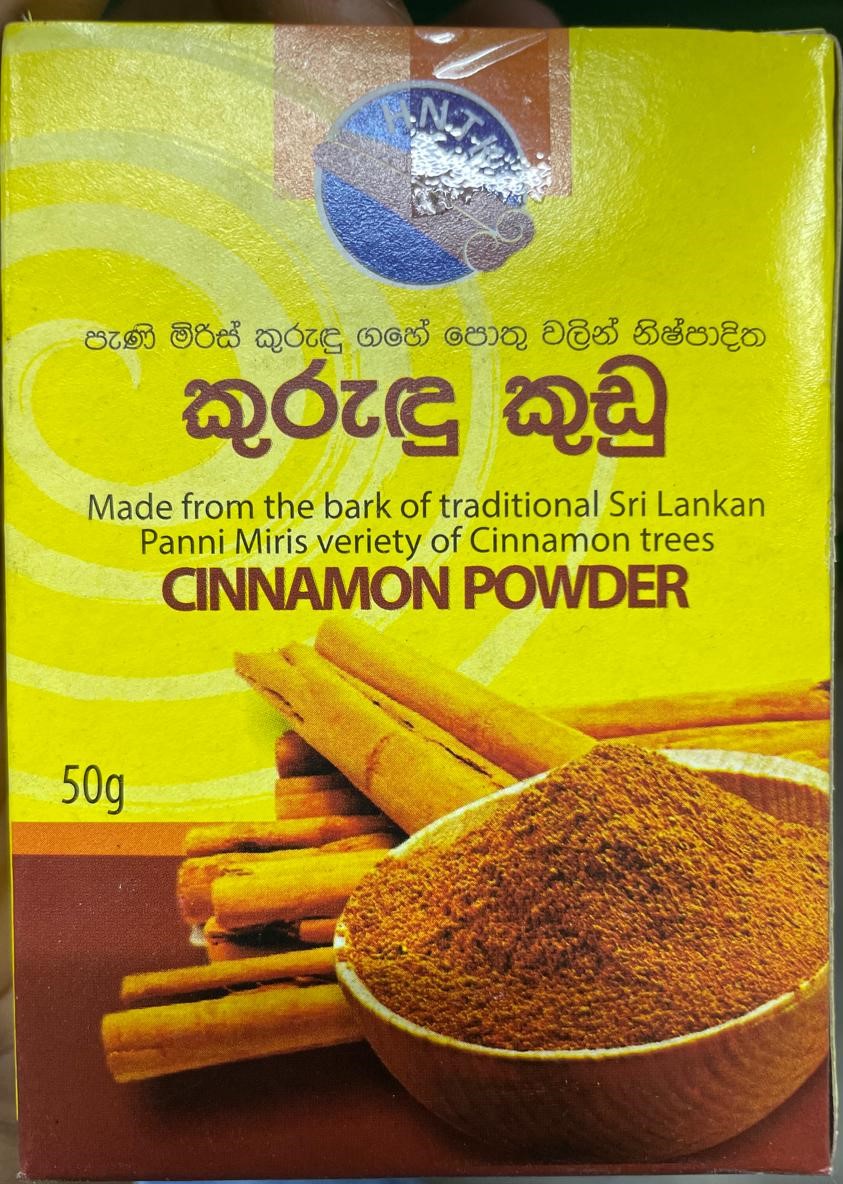 පැණි මිරිස් කුරුඳු ගහේ පොතු වලින් නිෂ්පාදිත
කුරුඳු කුඩු
Made from the bark of traditional Sri Lankan
Panni Miris veriety of Cinnamon trees
CINNAMON POWDER
50g